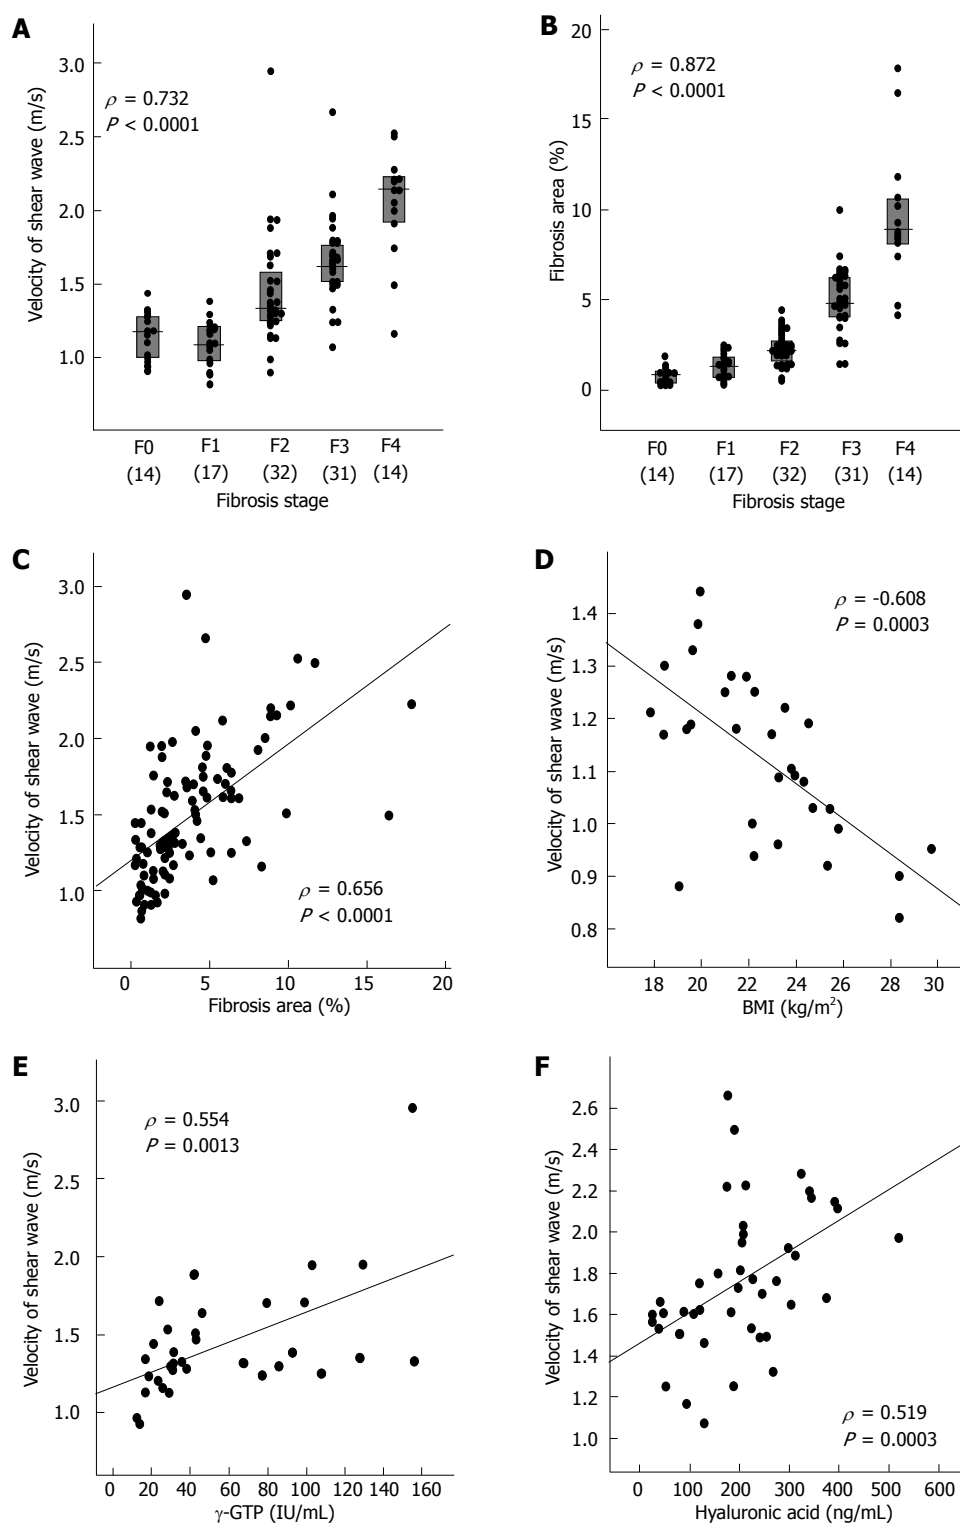 A
Velocity of shear wave (m/s)
3.0
2.5
2.0
1.5
1.0
ρ = 0.732
P < 0.0001
F0 F1 F2 F3 F4
(14) (17) (32) (31) (14)
Fibrosis stage
B
Fibrosis area (%)
20
15
10
5
0
ρ = 0.872
P < 0.0001
F0 F1 F2 F3 F4
(14) (17) (32) (31) (14)
Fibrosis stage
C
Velocity of shear wave (m/s)
3.0
2.5
2.0
1.5
1.0
ρ = 0.656
P < 0.0001
0 5 10 15 20
Fibrosis area (%)
D
Velocity of shear wave (m/s)
1.4
1.3
1.2
1.1
1.0
0.9
0.8
ρ = -0.608
P = 0.0003
18 20 22 24 26 28 30
BMI (kg/m²)
E
Velocity of shear wave (m/s)
3.0
2.5
2.0
1.5
1.0
ρ = 0.554
P = 0.0013
0 20 40 60 80 100 120 140 160
γ-GTP (IU/mL)
F
Velocity of shear wave (m/s)
2.6
2.4
2.2
2.0
1.8
1.6
1.4
1.2
1.0
ρ = 0.519
P = 0.0003
0 100 200 300 400 500 600
Hyaluronic acid (ng/mL)